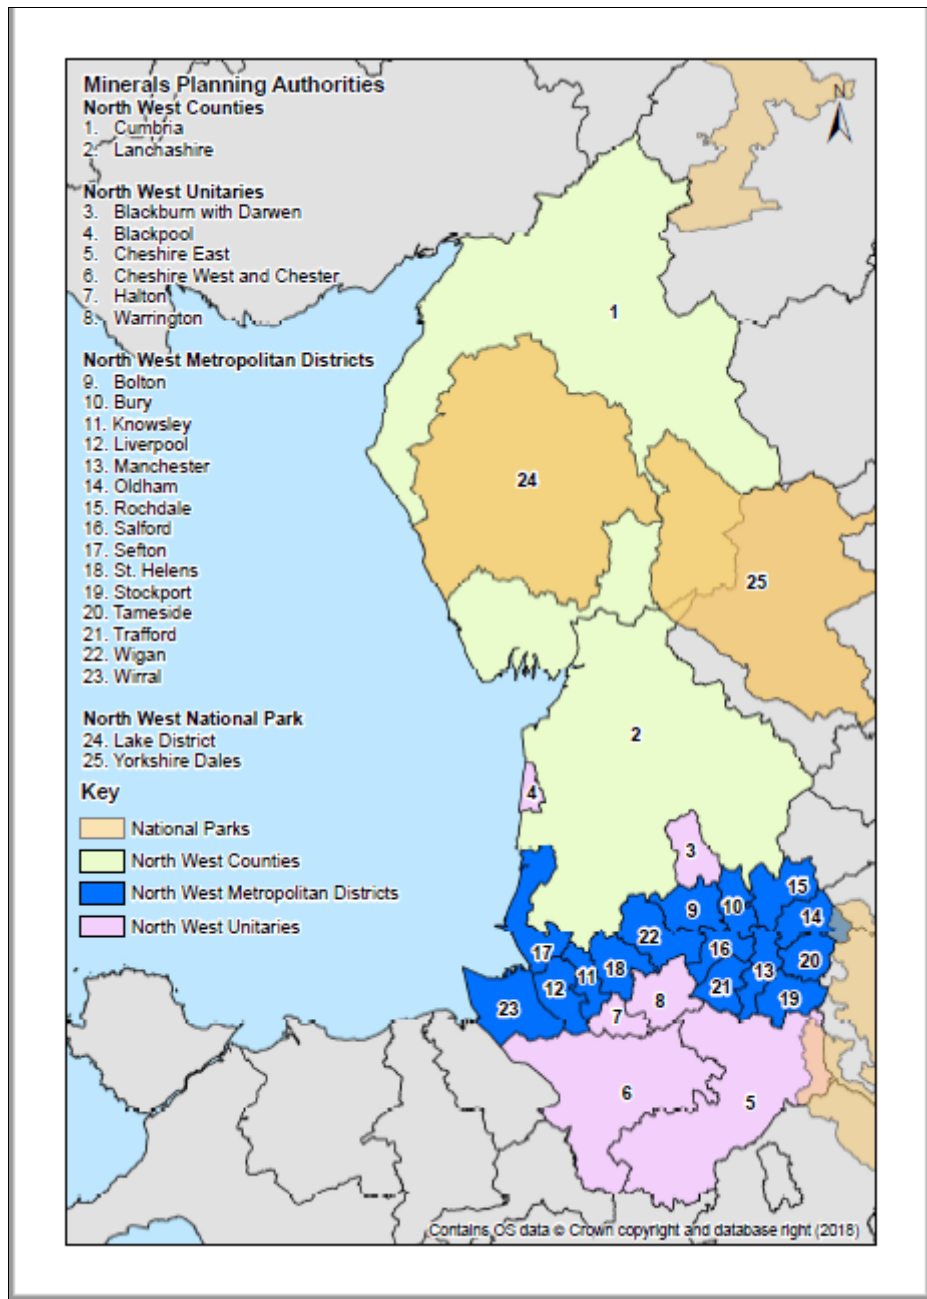 Minerals Planning Authorities
North West Counties
1. Cumbria
2. Lanchashire
North West Unitaries
3. Blackburn with Darwen
4. Blackpool
5. Cheshire East
6. Cheshire West and Chester
7. Halton
8. Warrington
North West Metropolitan Districts
9. Bolton
10. Bury
11. Knowsley
12. Liverpool
13. Manchester
14. Oldham
15. Rochdale
16. Salford
17. Sefton
18. St. Helens
19. Stockport
20. Tameside
21. Trafford
22. Wigan
23. Wirral
North West National Park
24. Lake District
25. Yorkshire Dales
Key
National Parks
North West Counties
North West Metropolitan Districts
North West Unitaries
N
1
24
25
2
4
3
15
9
10
14
22
17
16
20
18
11
13
12
21
19
8
23
7
6
5
Contains OS data © Crown copyright and database right (2018)